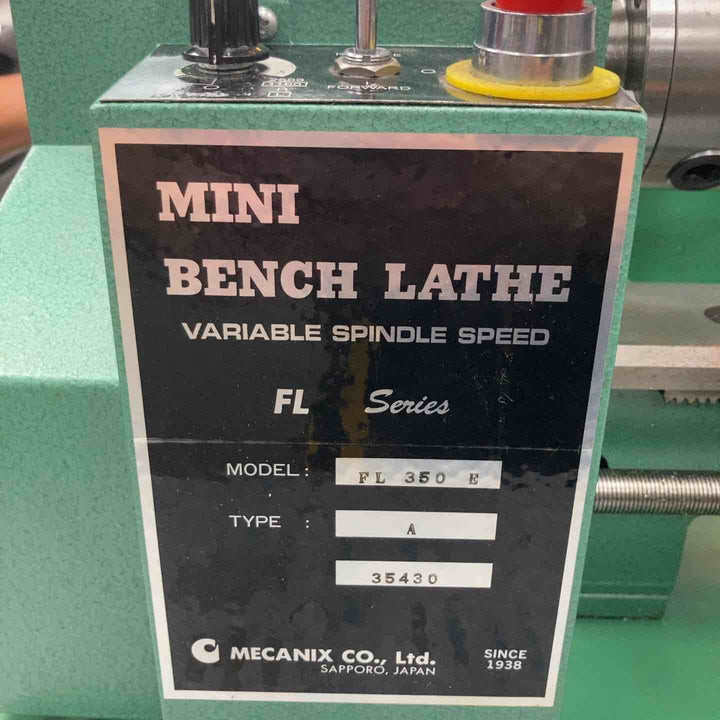 O
FORWARD
O
MINI
BENCH LATHE
VARIABLE SPINDLE SPEED
FL Series
MODEL: FL 350 E
TYPE : A
35430
MECANIX CO., Ltd.
SAPPORO, JAPAN
SINCE
1938